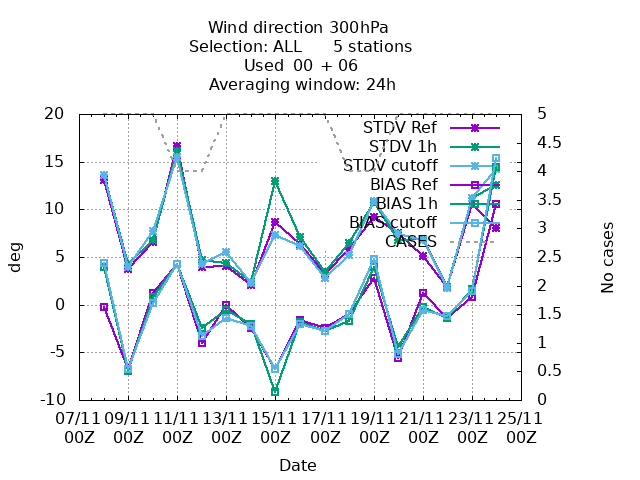 Wind direction 300hPa
Selection: ALL 5 stations
Used 00 + 06
Averaging window: 24h
20
15
10
5
0
-5
-10
deg
5
4.5
4
3.5
3
2.5
2
1.5
1
0.5
0
No cases
STDV Ref
STDV 1h
STDV cutoff
BIAS Ref
BIAS 1h
BIAS cutoff
CASES
07/11 09/11 11/11 13/11 15/11 17/11 19/11 21/11 23/11 25/11
00Z 00Z 00Z 00Z 00Z 00Z 00Z 00Z 00Z 00Z
Date